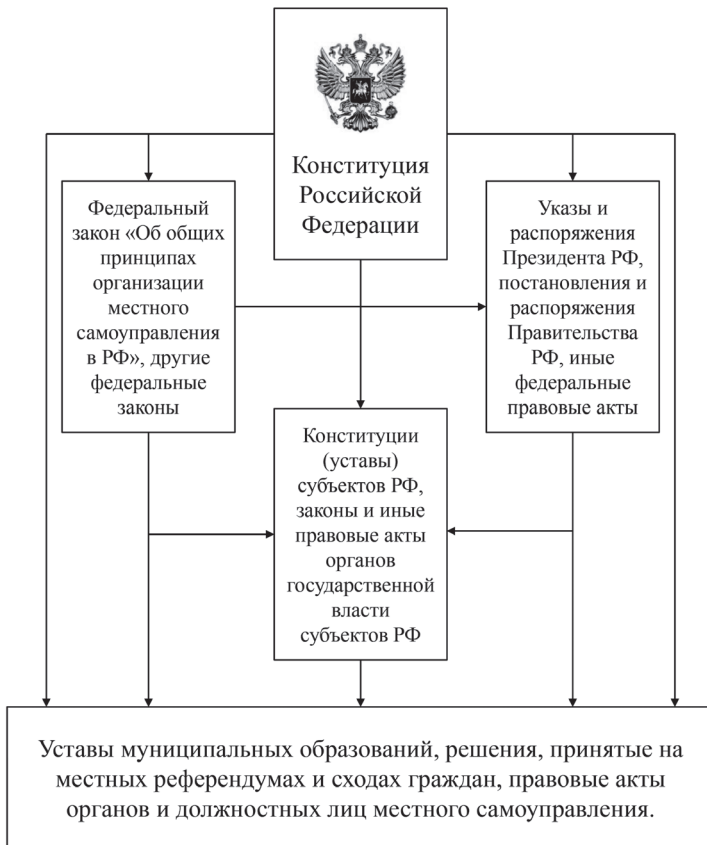 Конституция
Российской
Федерации
Федеральный
закон «Об общих
принципах
организации
местного
самоуправления
в РФ», другие
федеральные
законы
Указы и
распоряжения
Президента РФ,
постановления и
распоряжения
Правительства
РФ, иные
федеральные
правовые акты
Конституции
(уставы)
субъектов РФ,
законы и иные
правовые акты
органов
государственной
власти
субъектов РФ
Уставы муниципальных образований, решения, принятые на
местных референдумах и сходах граждан, правовые акты
органов и должностных лиц местного самоуправления.